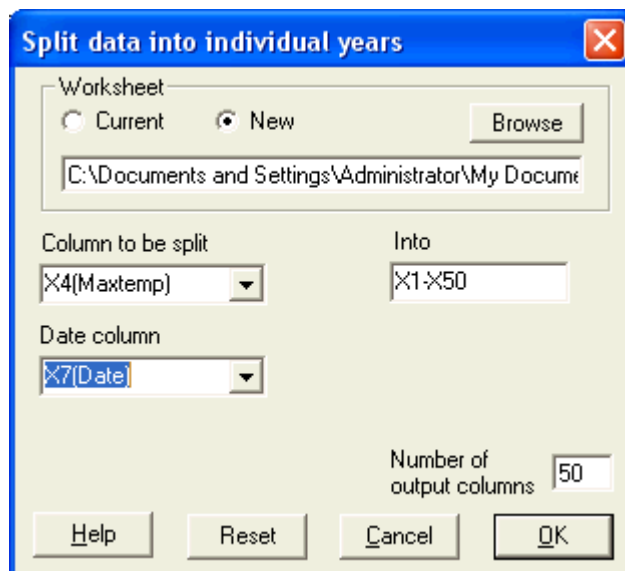 Split data into individual years
Worksheet
Current New Browse
C:\Documents and Settings\Administrator\My Docume
Column to be split Into
X4(Maxtemp) X1-X50
Date column
X7(Date)
Number of
output columns 50
Help Reset Cancel OK